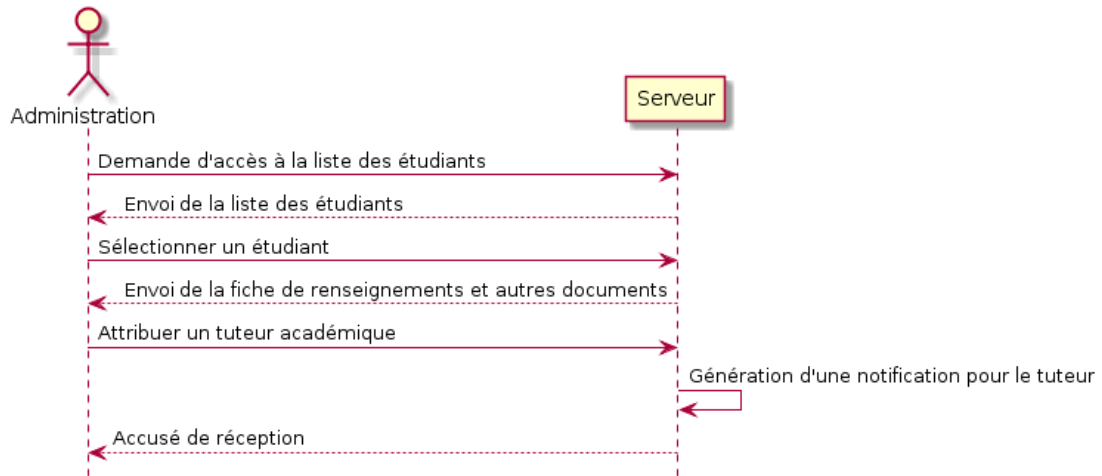 Administration
Serveur
Demande d'accès à la liste des étudiants
Envoi de la liste des étudiants
Sélectionner un étudiant
Envoi de la fiche de renseignements et autres documents
Attribuer un tuteur académique
Génération d'une notification pour le tuteur
Accusé de réception